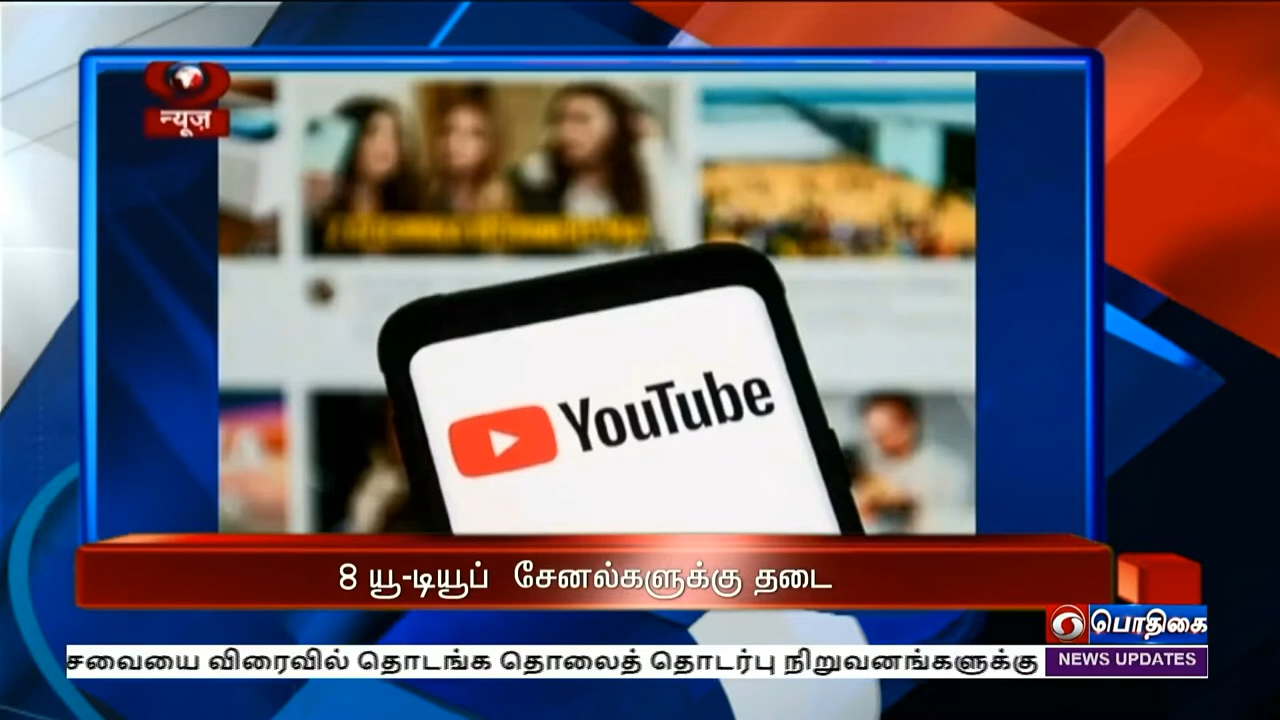 न्यूज़
YouTube
8 யூ-டியூப் சேனல்களுக்கு தடை
பொதிகை
சவையை விரைவில் தொடங்க தொலைத் தொடர்பு நிறுவனங்களுக்கு
NEWS UPDATES